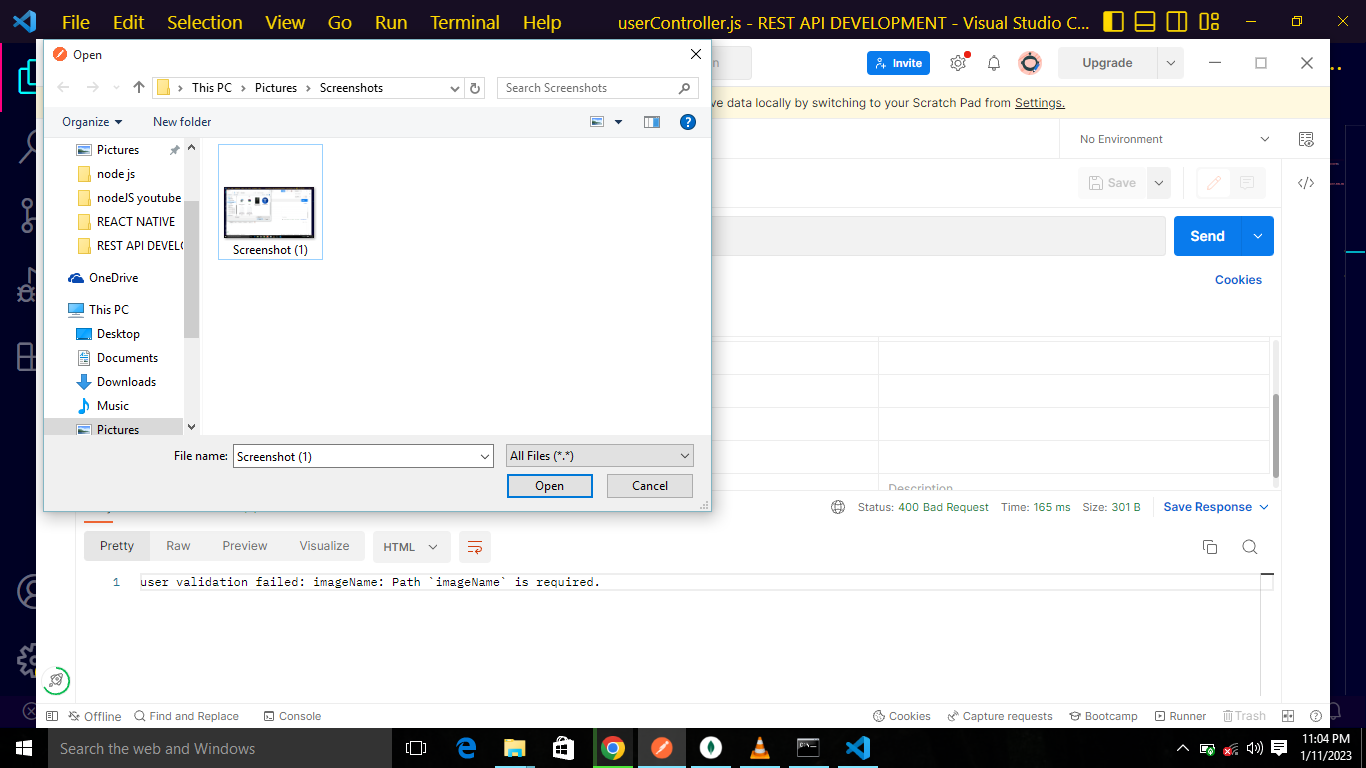 File Edit Selection View Go Run Terminal Help userController.js - REST API DEVELOPMENT - Visual Studio C...
Open
Invite
Upgrade
This PC Pictures Screenshots
Search Screenshots
ve data locally by switching to your Scratch Pad from Settings.
Organize New folder
No Environment
Pictures
node js
nodeJS youtube
REACT NATIVE
REST API DEVELO
OneDrive
This PC
Desktop
Documents
Downloads
Music
Pictures
Screenshot (1)
Save
Send
Cookies
File name: Screenshot (1) All Files (*.*)
Open Cancel
Description
Status: 400 Bad Request Time: 165 ms Size: 301 B Save Response
Pretty Raw Preview Visualize HTML
1 user validation failed: imageName: Path `imageName` is required.
Offline Find and Replace Console Cookies Capture requests Bootcamp Runner Trash
Search the web and Windows
11:04 PM
1/11/2023